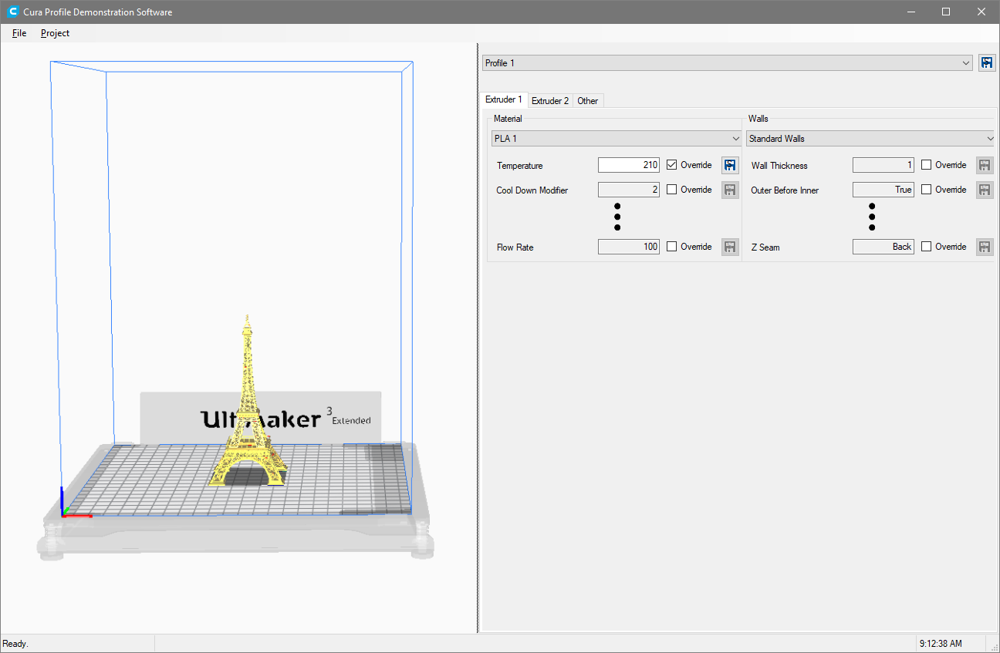 Cura Profile Demonstration Software
File Project
Profile 1
Extruder 1 Extruder 2 Other
Material Walls
PLA 1 Standard Walls
Temperature 210 Override Wall Thickness 1 Override
Cool Down Modifier 2 Override Outer Before Inner True Override
Flow Rate 100 Override Z Seam Back Override
3
Extended
Ready. 9:12:38 AM